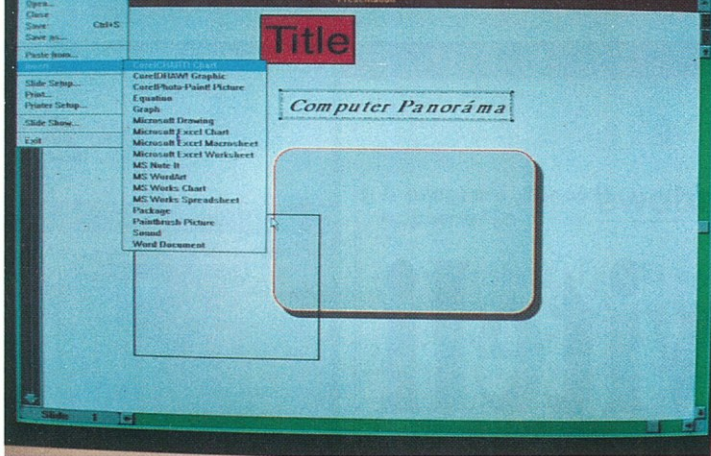 Presentation
Open...
Close
Save Ctrl+S
Save as...
Paste from...
Insert
Slide Setup...
Print...
Printer Setup...
Slide Show...
Exit
CorelCHART! Chart
CorelDRAW! Graphic
CorelPhoto-Paint! Picture
Equation
Graph
Microsoft Drawing
Microsoft Excel Chart
Microsoft Excel Macrosheet
Microsoft Excel Worksheet
MS Note-It
MS WordArt
MS Works Chart
MS Works Spreadsheet
Package
Paintbrush Picture
Sound
Word Document
Title
Computer Panoráma
Slide 1